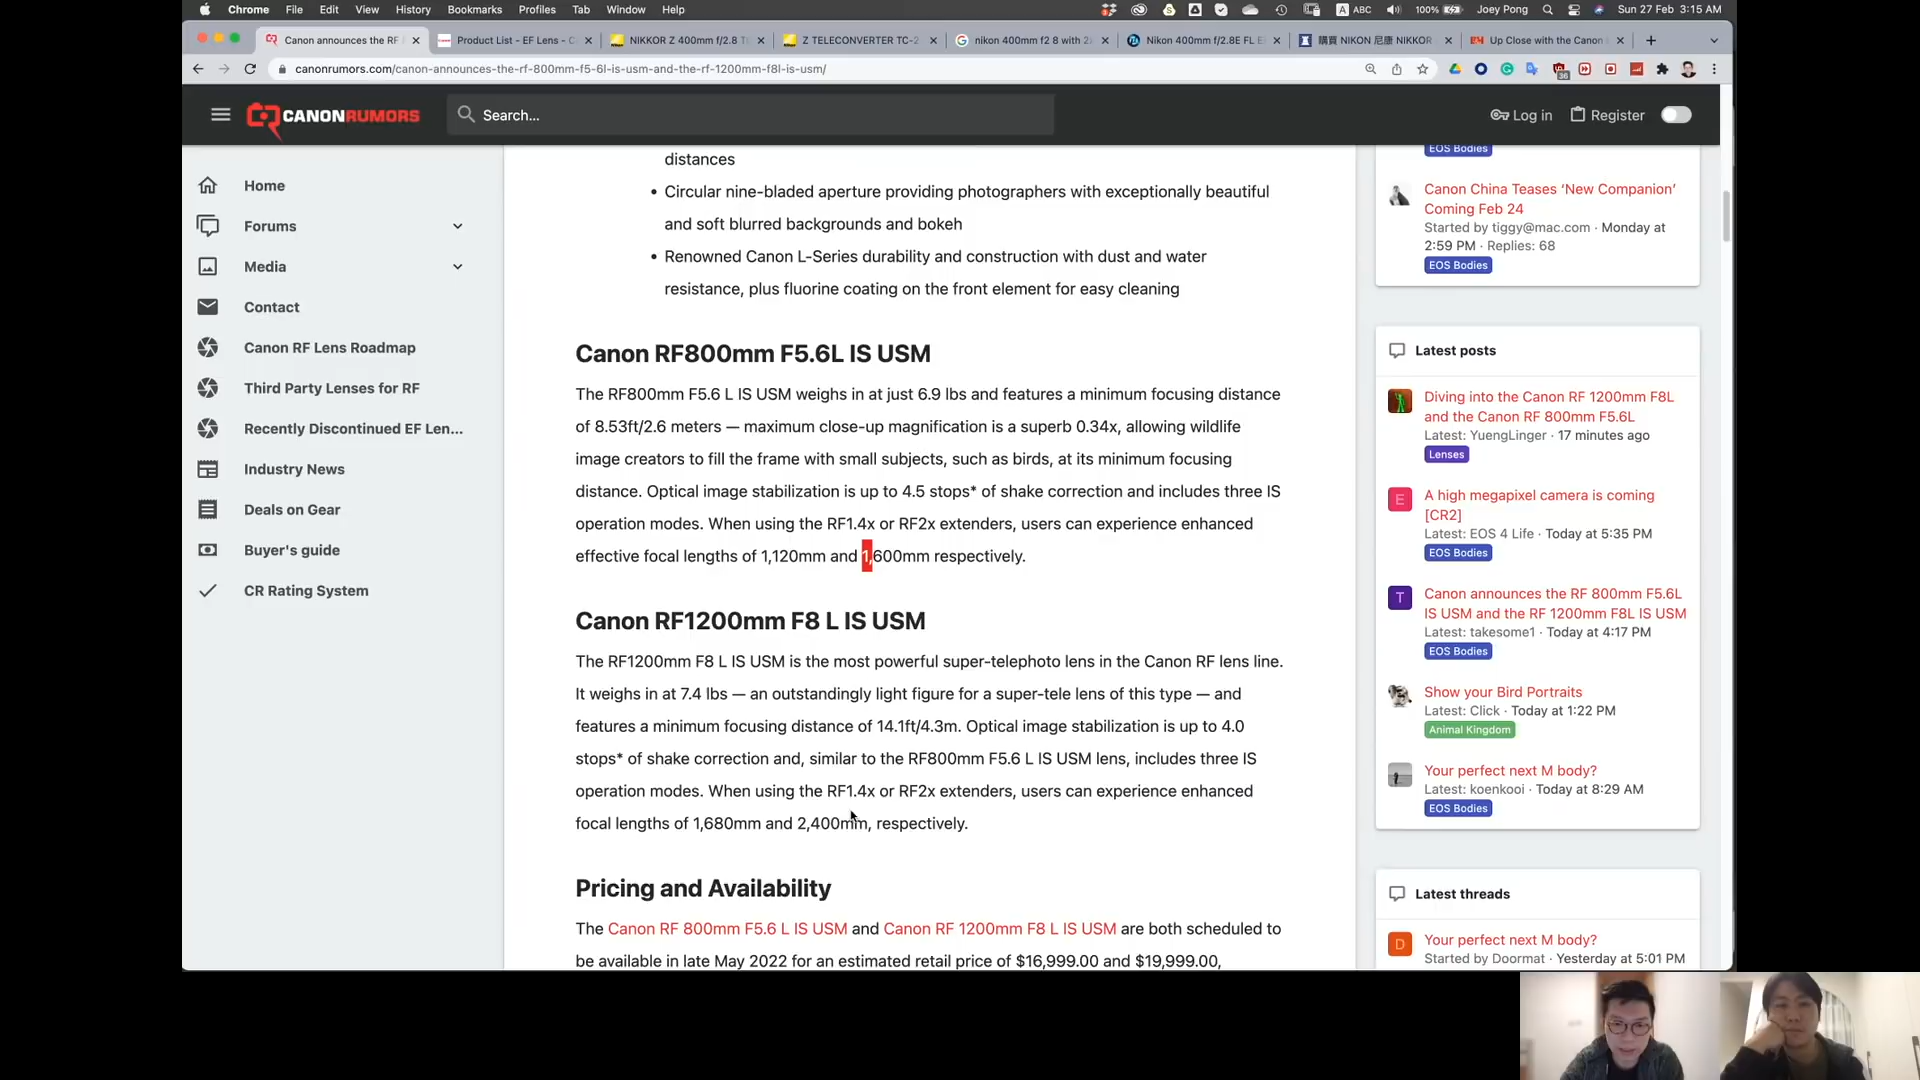 Chrome File Edit View History Bookmarks Profiles Tab Window Help
ABC 100% Joey Pong Sun 27 Feb 3:15 AM
Canon announces the RF
Product List - EF Lens - C
NIKKOR Z 400mm f/2.8 T
Z TELECONVERTER TC-2
nikon 400mm f2 8 with 2
Nikon 400mm f/2.8E FL E
購買 NIKON 尼康 NIKKOR
Up Close with the Canon
canonrumors.com/canon-announces-the-rf-800mm-f5-6l-is-usm-and-the-rf-1200mm-f8l-is-usm/
36
CANONRUMORS
Search...
Log in
Register
Home
Forums
Media
Contact
Canon RF Lens Roadmap
Third Party Lenses for RF
Recently Discontinued EF Len...
Industry News
Deals on Gear
Buyer's guide
CR Rating System
distances
• Circular nine-bladed aperture providing photographers with exceptionally beautiful
and soft blurred backgrounds and bokeh
• Renowned Canon L-Series durability and construction with dust and water
resistance, plus fluorine coating on the front element for easy cleaning
Canon RF800mm F5.6L IS USM
The RF800mm F5.6 L IS USM weighs in at just 6.9 lbs and features a minimum focusing distance
of 8.53ft/2.6 meters — maximum close-up magnification is a superb 0.34x, allowing wildlife
image creators to fill the frame with small subjects, such as birds, at its minimum focusing
distance. Optical image stabilization is up to 4.5 stops* of shake correction and includes three IS
operation modes. When using the RF1.4x or RF2x extenders, users can experience enhanced
effective focal lengths of 1,120mm and 1,600mm respectively.
Canon RF1200mm F8 L IS USM
The RF1200mm F8 L IS USM is the most powerful super-telephoto lens in the Canon RF lens line.
It weighs in at 7.4 lbs — an outstandingly light figure for a super-tele lens of this type — and
features a minimum focusing distance of 14.1ft/4.3m. Optical image stabilization is up to 4.0
stops* of shake correction and, similar to the RF800mm F5.6 L IS USM lens, includes three IS
operation modes. When using the RF1.4x or RF2x extenders, users can experience enhanced
focal lengths of 1,680mm and 2,400mm, respectively.
Pricing and Availability
The Canon RF 800mm F5.6 L IS USM and Canon RF 1200mm F8 L IS USM are both scheduled to
be available in late May 2022 for an estimated retail price of $16,999.00 and $19,999.00,
EOS Bodies
Canon China Teases ‘New Companion’
Coming Feb 24
Started by tiggy@mac.com · Monday at
2:59 PM · Replies: 68
EOS Bodies
Latest posts
Diving into the Canon RF 1200mm F8L
and the Canon RF 800mm F5.6L
Latest: YuengLinger · 17 minutes ago
Lenses
E
A high megapixel camera is coming
[CR2]
Latest: EOS 4 Life · Today at 5:35 PM
EOS Bodies
T
Canon announces the RF 800mm F5.6L
IS USM and the RF 1200mm F8L IS USM
Latest: takesome1 · Today at 4:17 PM
EOS Bodies
Show your Bird Portraits
Latest: Click · Today at 1:22 PM
Animal Kingdom
Your perfect next M body?
Latest: koenkooi · Today at 8:29 AM
EOS Bodies
Latest threads
D
Your perfect next M body?
Started by Doormat · Yesterday at 5:01 PM